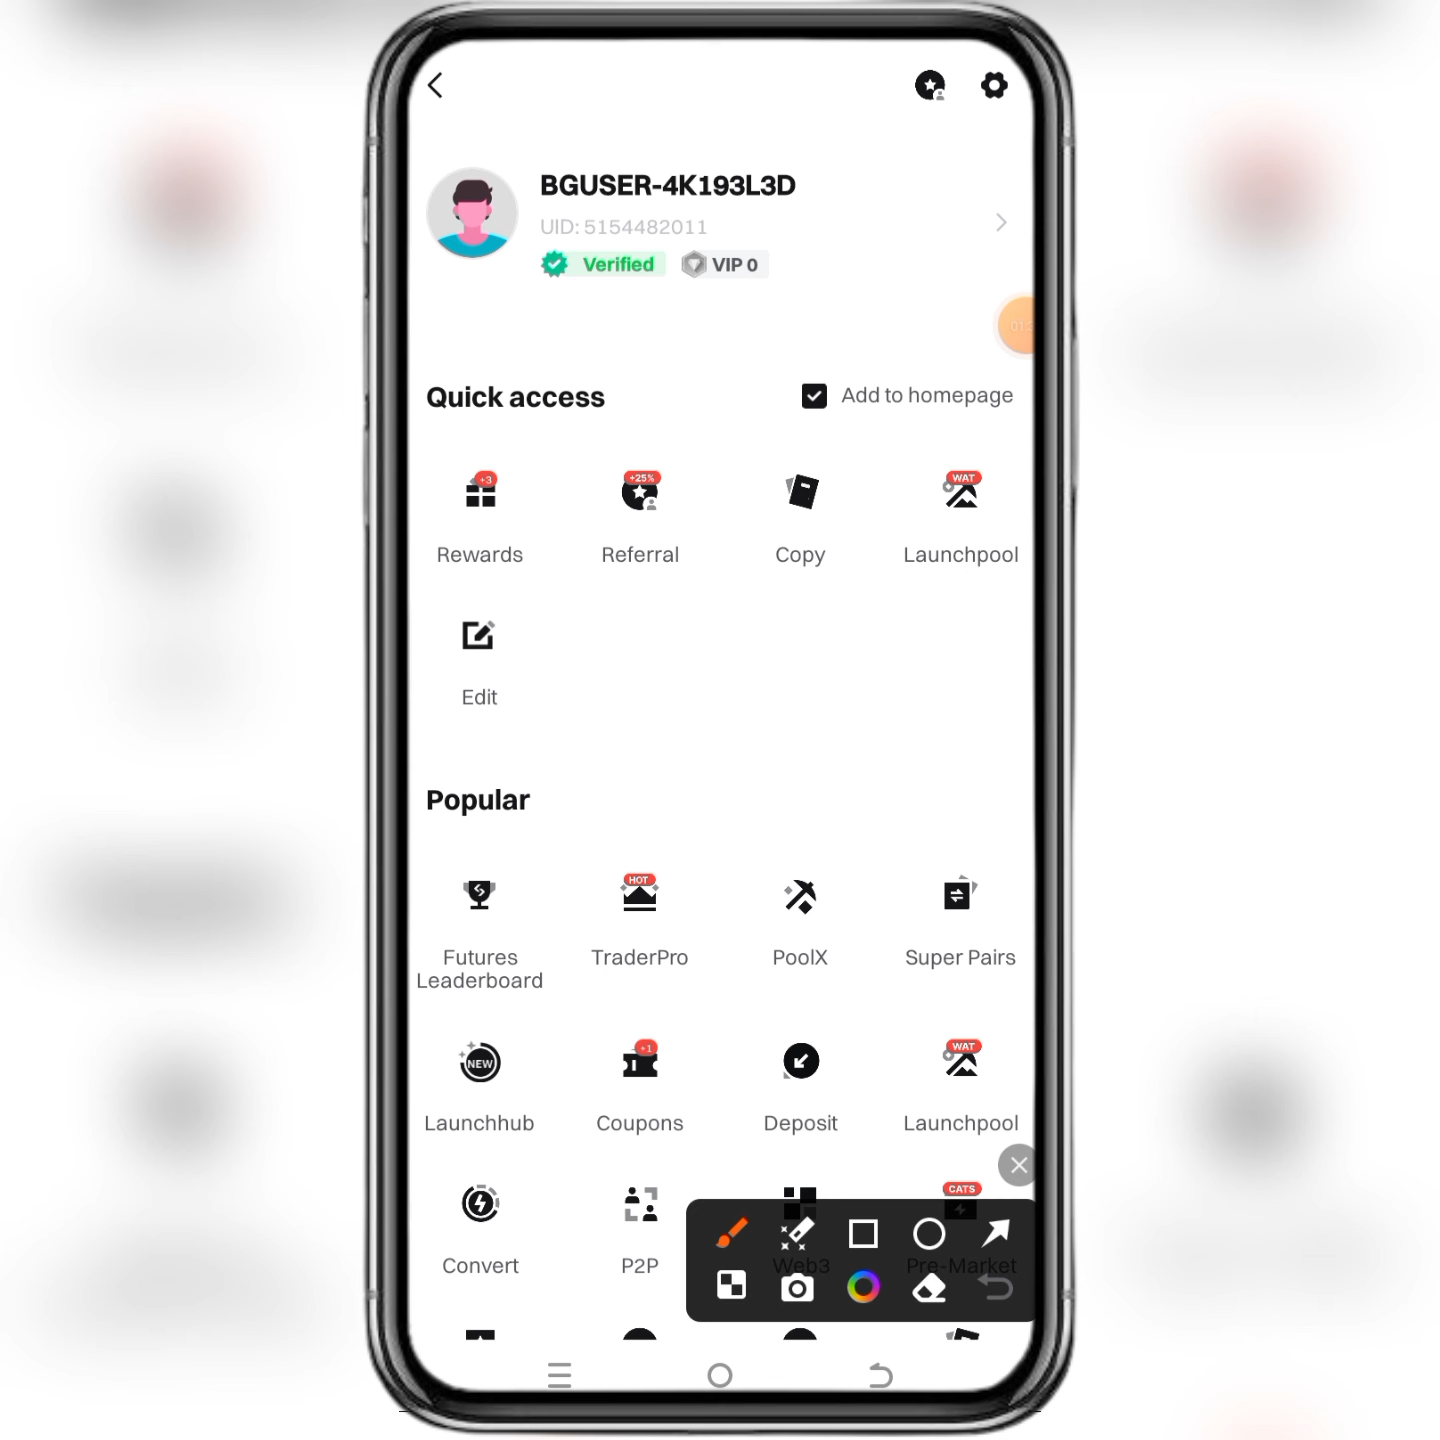 BGUSER-4K193L3D
UID: 5154482011
Verified
VIP 0
Quick access
Add to homepage
+3
+25%
WAT
Rewards
Referral
Copy
Launchpool
Edit
Popular
HOT
Futures Leaderboard
TraderPro
PoolX
Super Pairs
NEW
+1
WAT
Launchhub
Coupons
Deposit
Launchpool
CATS
Convert
P2P
Web3
Pre-Market